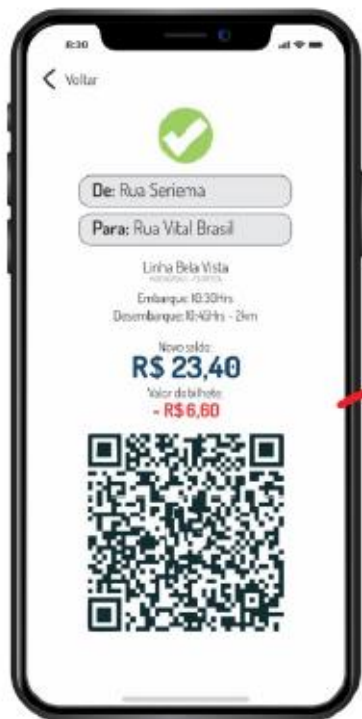 8:30
Voltar
De: Rua Seriema
Para: Rua Vital Brasil
Linha Bela Vista
Embarque: 10:30Hrs
Desembarque: 10:45Hrs - 2km
Novo saldo:
R$ 23,40
Valor do bilhete:
- R$ 6,60